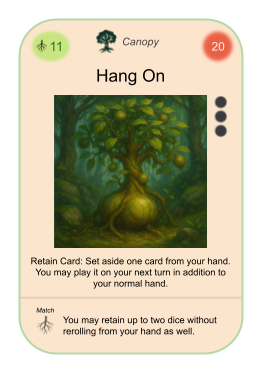 11
Canopy
20
Hang On
Retain Card: Set aside one card from your hand.
You may play it on your next turn in addition to
your normal hand.
Match
You may retain up to two dice without
rerolling from your hand as well.